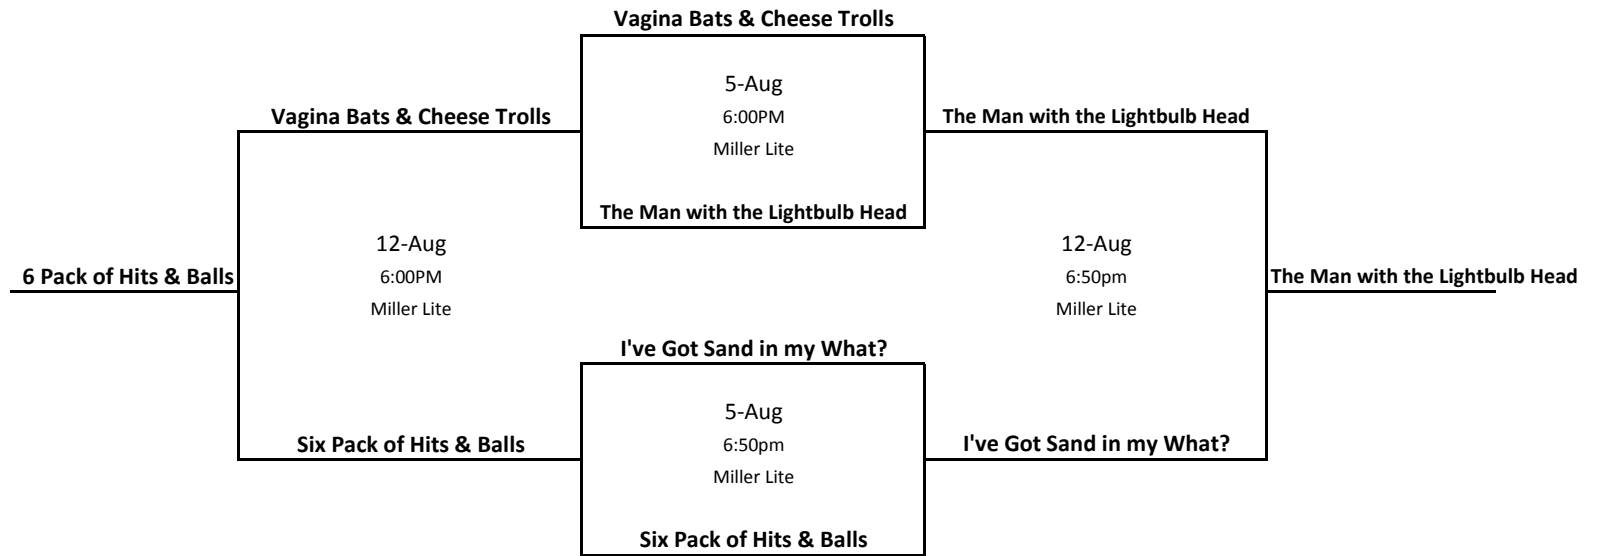 Vagina Bats & Cheese Trolls
5-Aug
6:00PM
Miller Lite
The Man with the Lightbulb Head
Vagina Bats & Cheese Trolls
The Man with the Lightbulb Head
12-Aug
6:00PM
Miller Lite
12-Aug
6:50pm
Miller Lite
6 Pack of Hits & Balls
The Man with the Lightbulb Head
I've Got Sand in my What?
5-Aug
6:50pm
Miller Lite
Six Pack of Hits & Balls
Six Pack of Hits & Balls
I've Got Sand in my What?